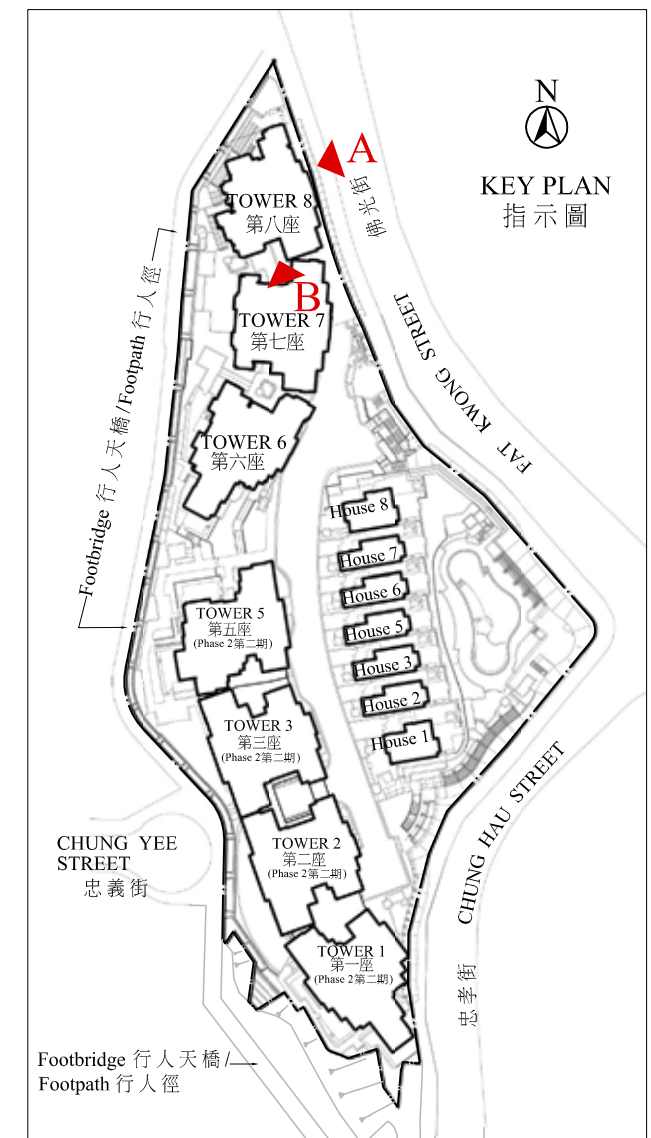 N
KEY PLAN
指示圖
A
佛光街
FAT KWONG STREET
TOWER 8
第八座
B
TOWER 7
第七座
TOWER 6
第六座
Footbridge 行人天橋/Footpath 行人徑
House 8
House 7
House 6
House 5
House 3
House 2
House 1
TOWER 5
第五座
(Phase 2第二期)
TOWER 3
第三座
(Phase 2第二期)
TOWER 2
第二座
(Phase 2第二期)
TOWER 1
第一座
(Phase 2第二期)
CHUNG YEE
STREET
忠義街
CHUNG HAU STREET
忠孝街
Footbridge 行人天橋/
Footpath 行人徑